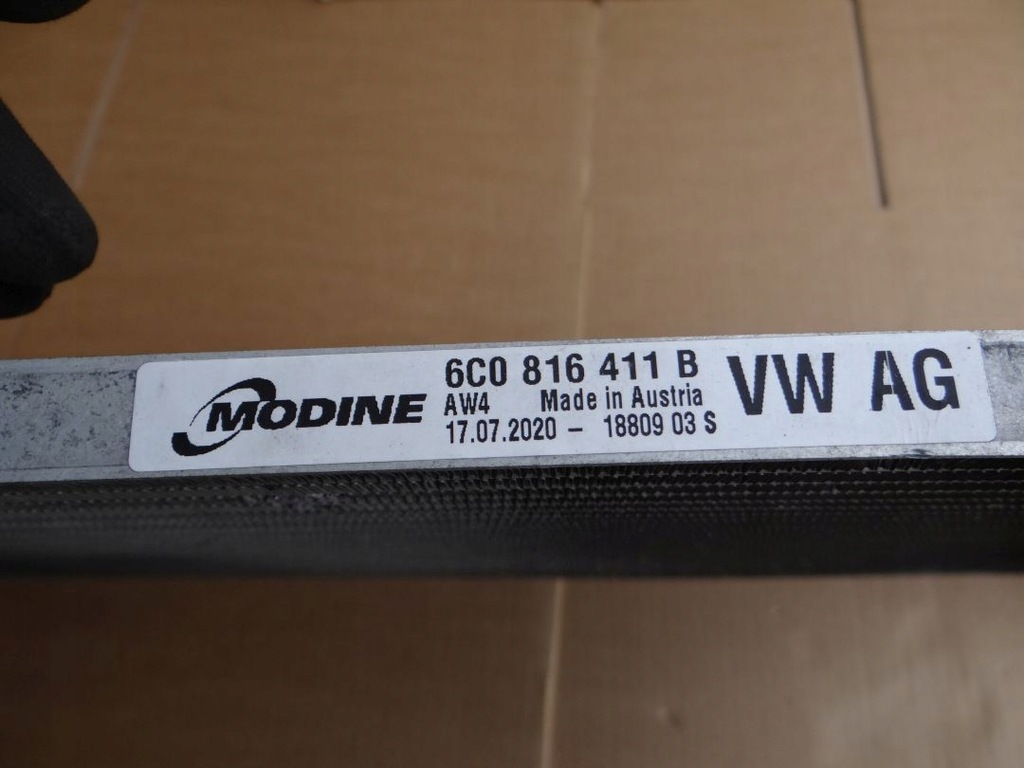 MODINE
6C0 816 411 B
AW4 Made in Austria
17.07.2020 – 18809 03 S
VW AG